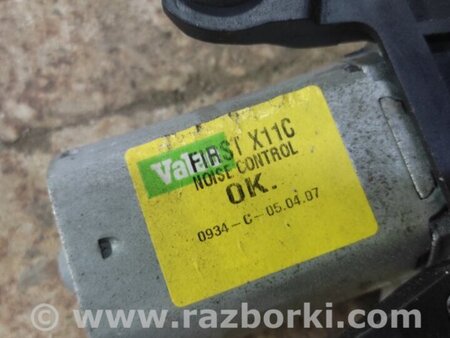 Valeo
FIRST X11C
NOISE CONTROL
OK.
0934-C-05.04.07
www.razborki.com